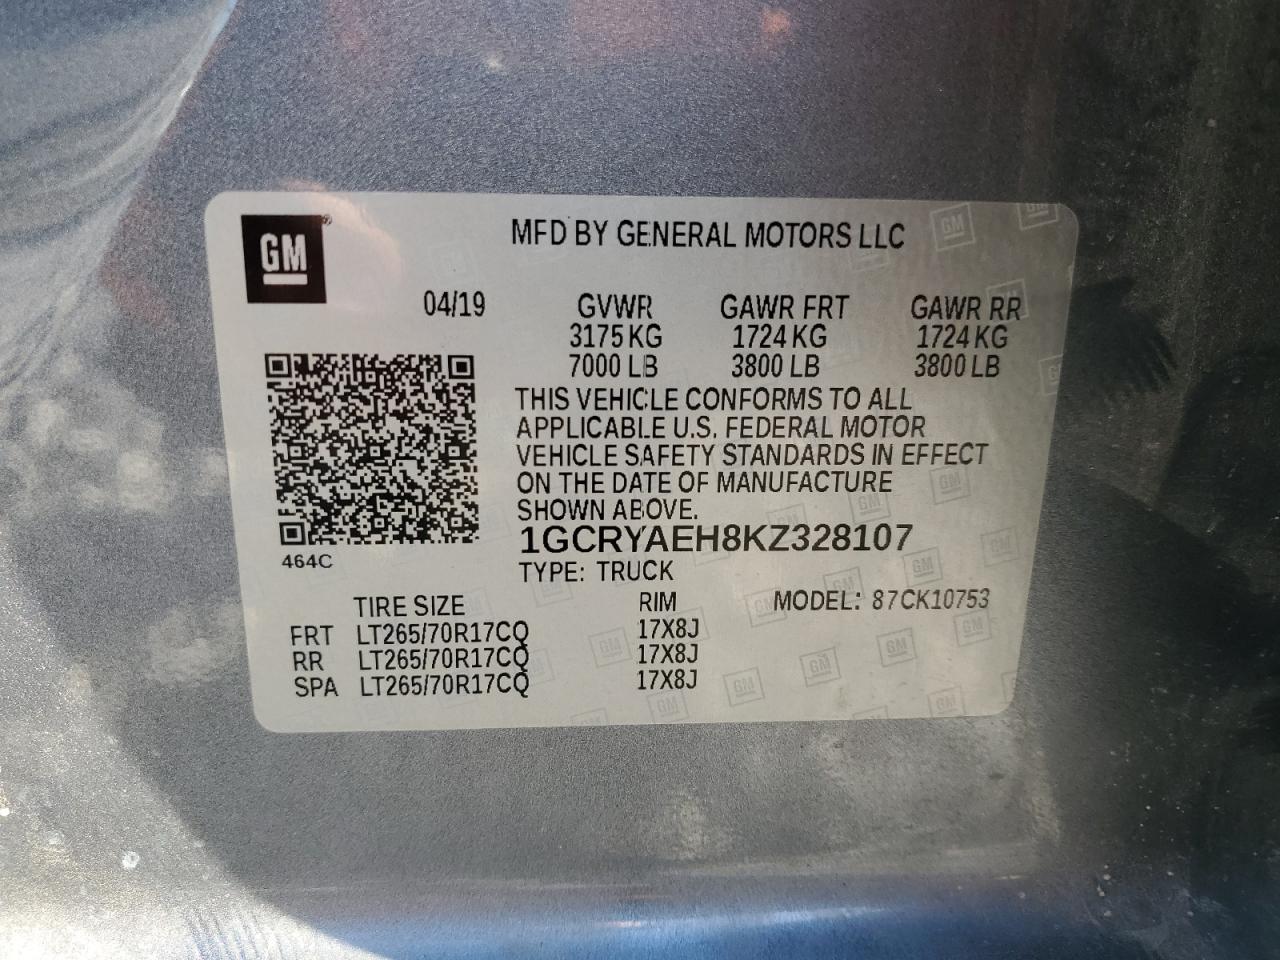 GM®
MFD BY GENERAL MOTORS LLC
04/19 GVWR GAWR FRT GAWR RR
3175 KG 1724 KG 1724 KG
7000 LB 3800 LB 3800 LB
THIS VEHICLE CONFORMS TO ALL
APPLICABLE U.S. FEDERAL MOTOR
VEHICLE SAFETY STANDARDS IN EFFECT
ON THE DATE OF MANUFACTURE
SHOWN ABOVE.
1GCRYAEH8KZ328107
464C
TYPE: TRUCK
TIRE SIZE RIM MODEL: 87CK10753
FRT LT265/70R17CQ 17X8J
RR LT265/70R17CQ 17X8J
SPA LT265/70R17CQ 17X8J